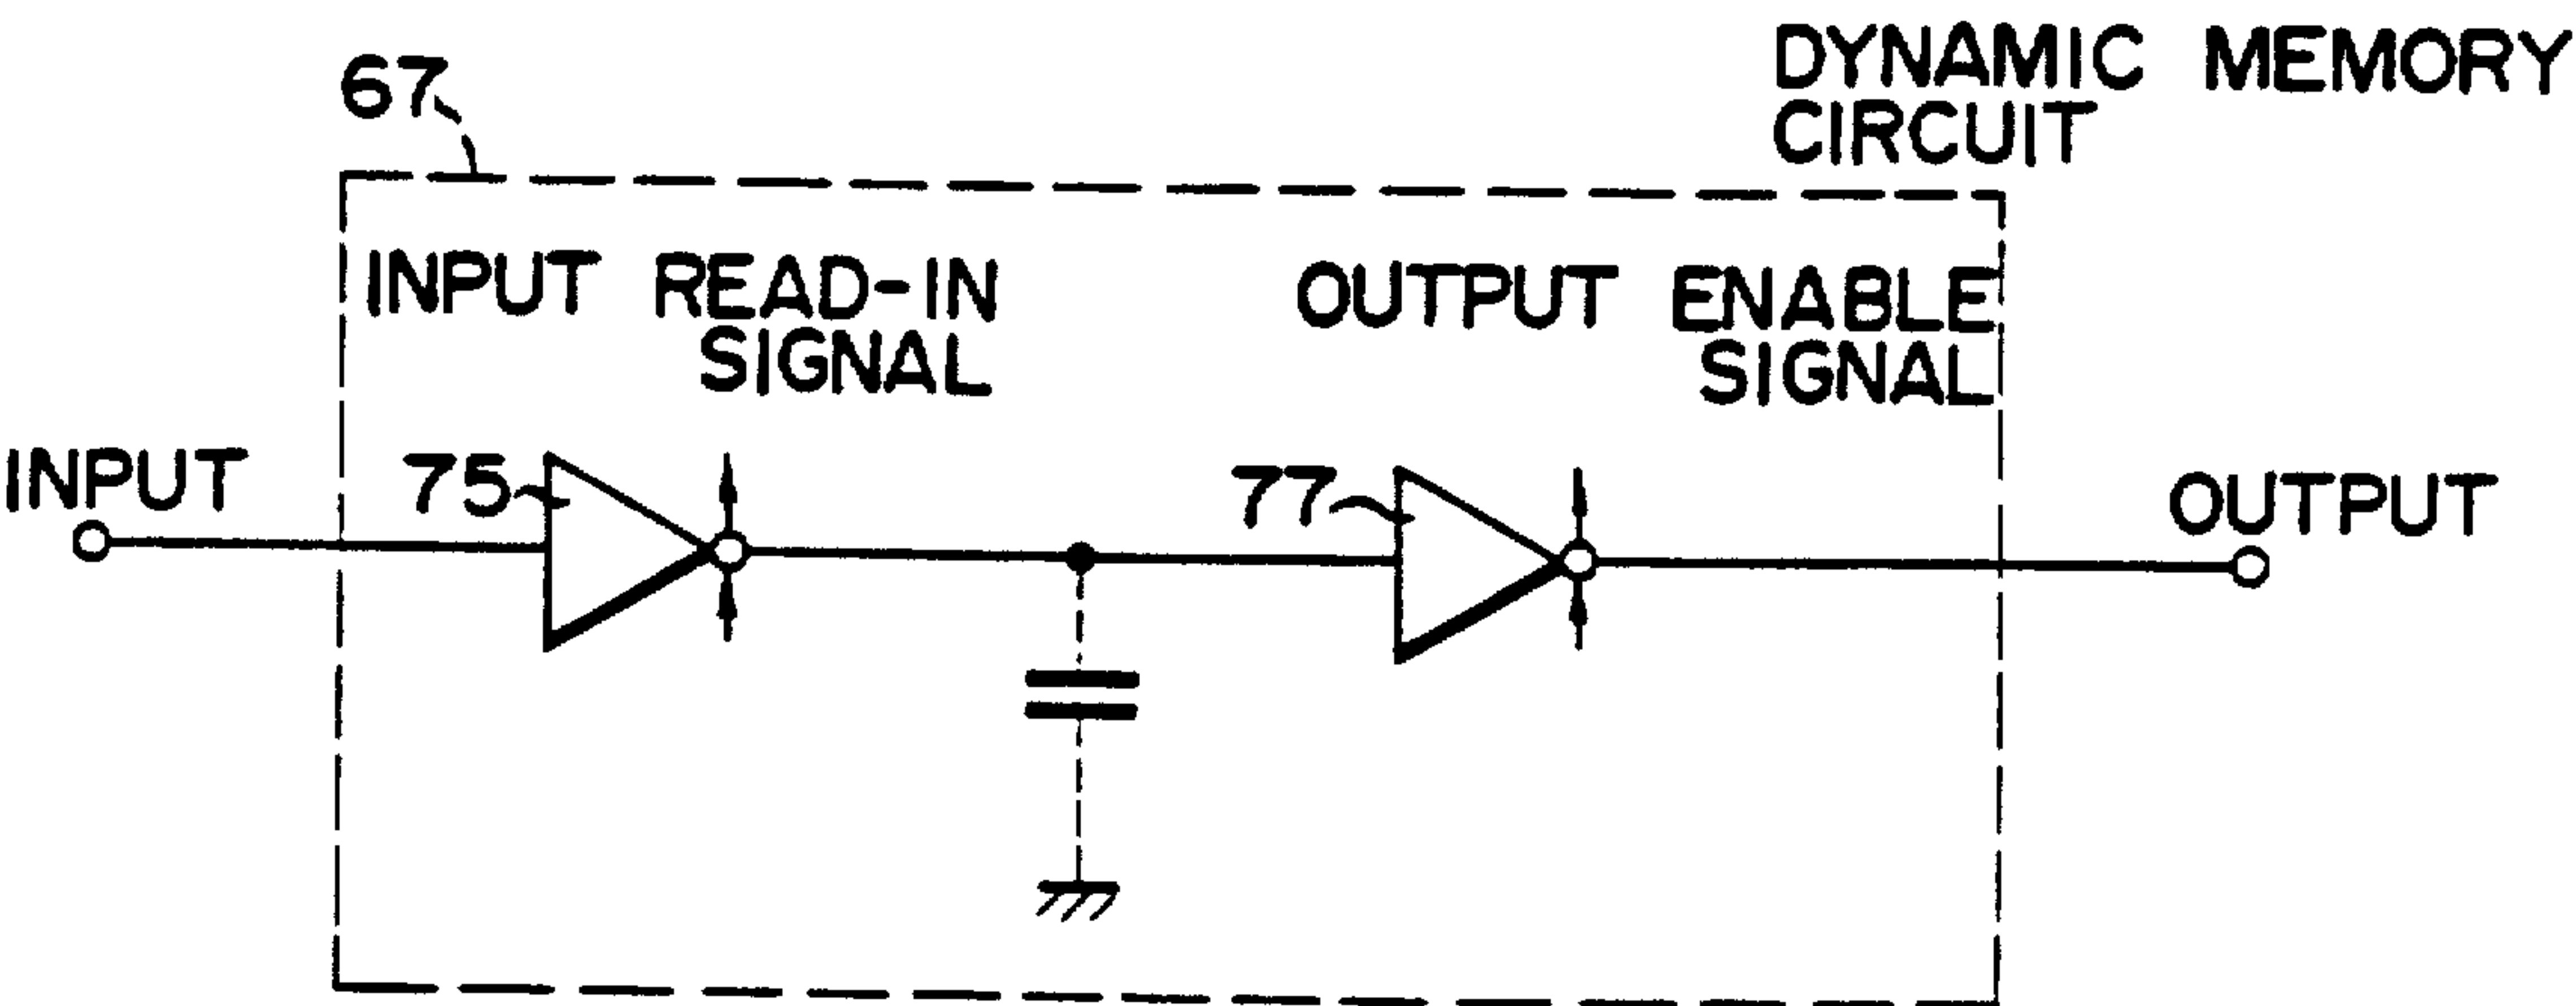 67
DYNAMIC MEMORY
CIRCUIT
INPUT READ-IN
SIGNAL
OUTPUT ENABLE
SIGNAL
INPUT
75
77
OUTPUT